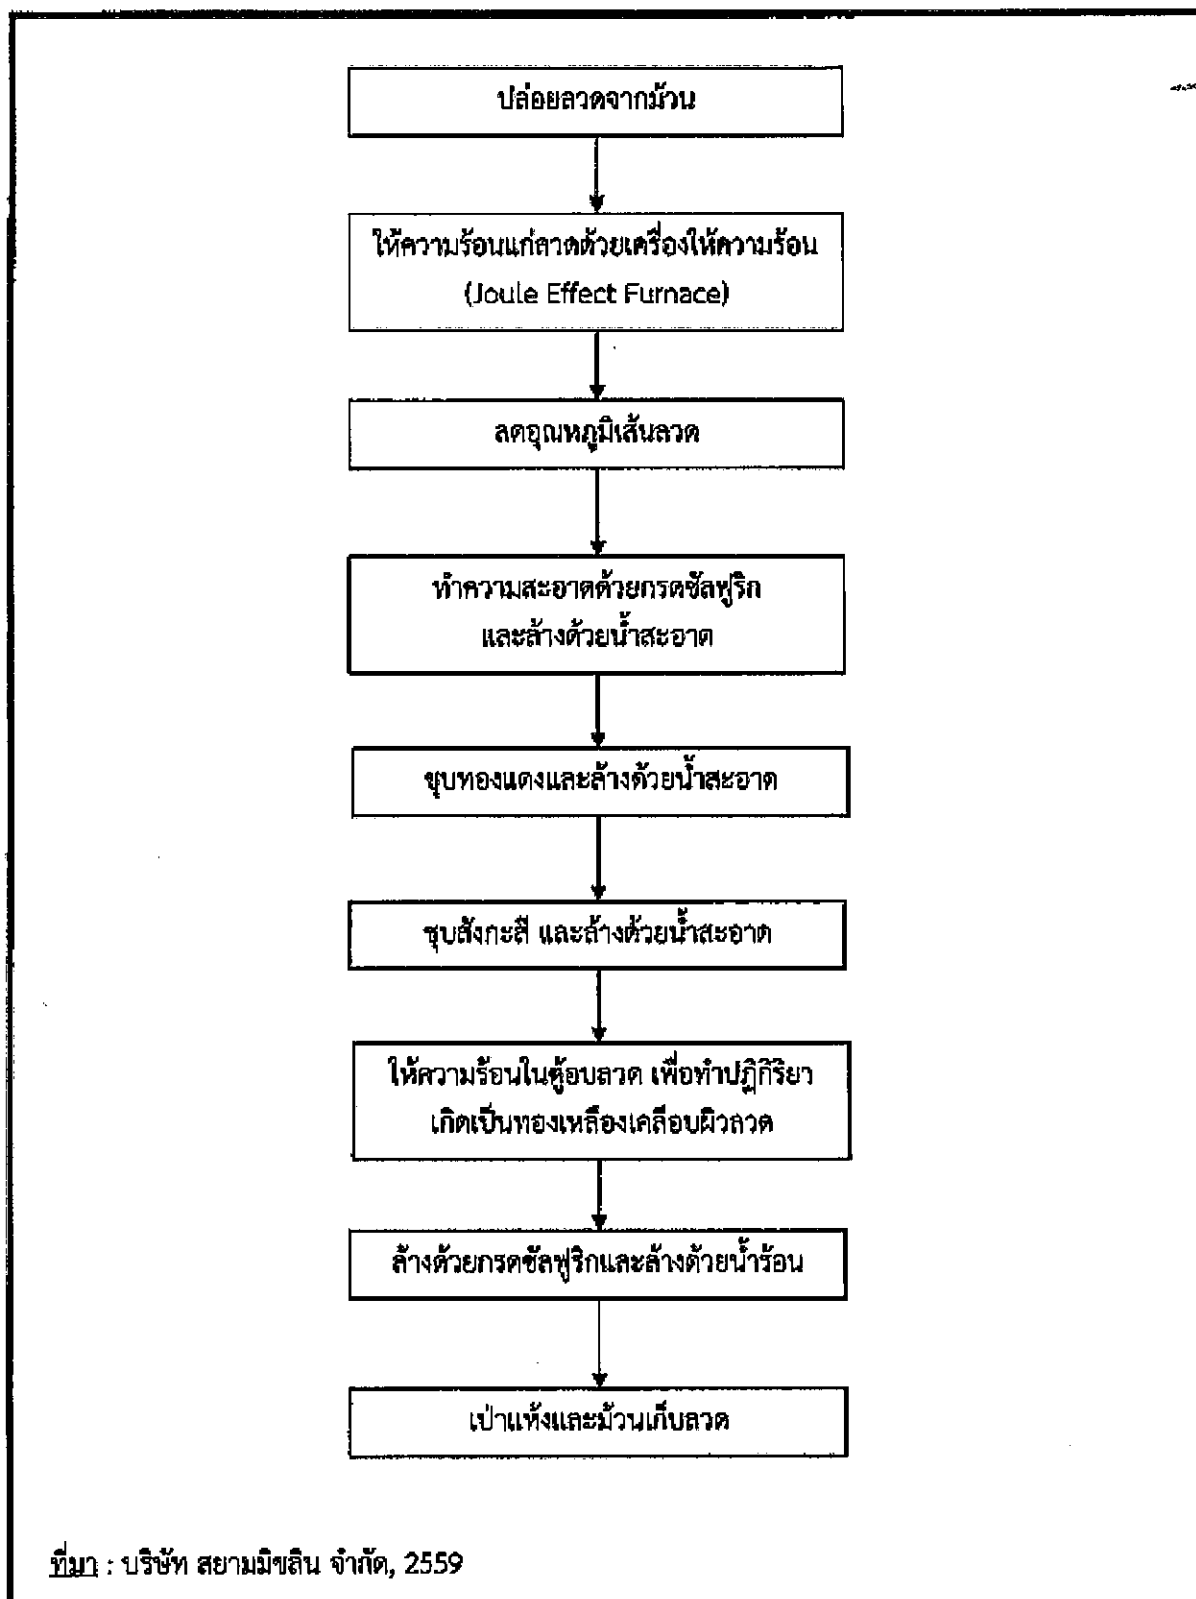 ปล่อยลวดจากม้วน
ให้ความร้อนแก่ลวดด้วยเครื่องให้ความร้อน
(Joule Effect Furnace)
ลดอุณหภูมิเส้นลวด
ทำความสะอาดด้วยกรดซัลฟูริก
และล้างด้วยน้ำสะอาด
ชุบทองแดงและล้างด้วยน้ำสะอาด
ชุบสังกะสี และล้างด้วยน้ำสะอาด
ให้ความร้อนในตู้อบลวด เพื่อทำปฏิกิริยา
เกิดเป็นทองเหลืองเคลือบผิวลวด
ล้างด้วยกรดซัลฟูริกและล้างด้วยน้ำร้อน
เป่าแห้งและม้วนเก็บลวด
ที่มา : บริษัท สยามมิชลิน จำกัด, 2559